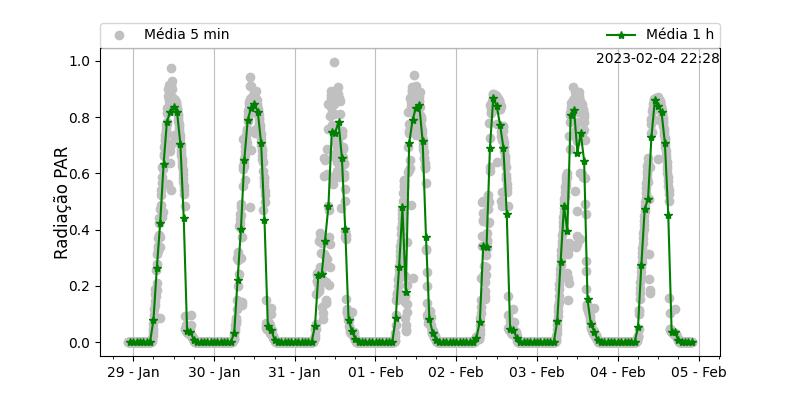 Média 5 min
Média 1 h
2023-02-04 22:28
Radiação PAR
1.0
0.8
0.6
0.4
0.2
0.0
29 - Jan
30 - Jan
31 - Jan
01 - Feb
02 - Feb
03 - Feb
04 - Feb
05 - Feb